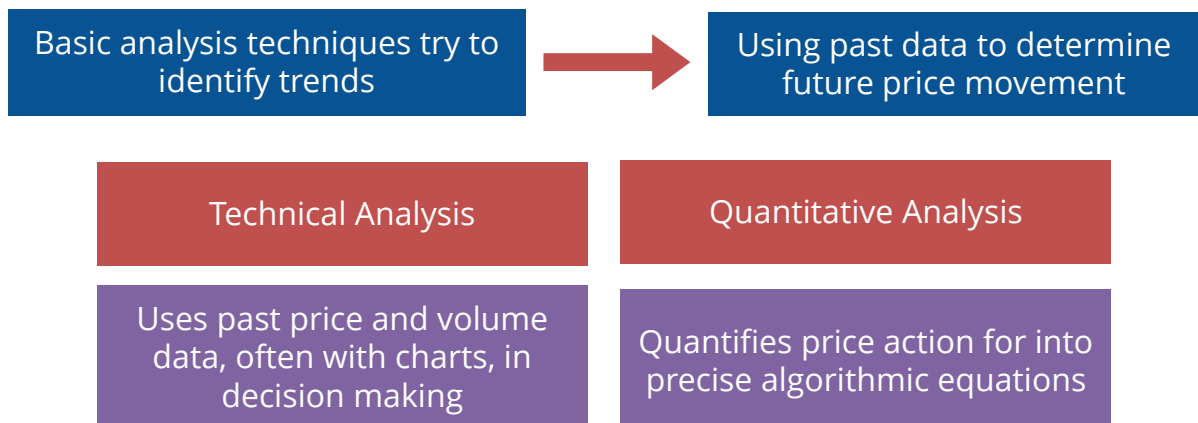 Basic analysis techniques try to
identify trends
Using past data to determine
future price movement
Technical Analysis
Quantitative Analysis
Uses past price and volume
data, often with charts, in
decision making
Quantifies price action for into
precise algorithmic equations